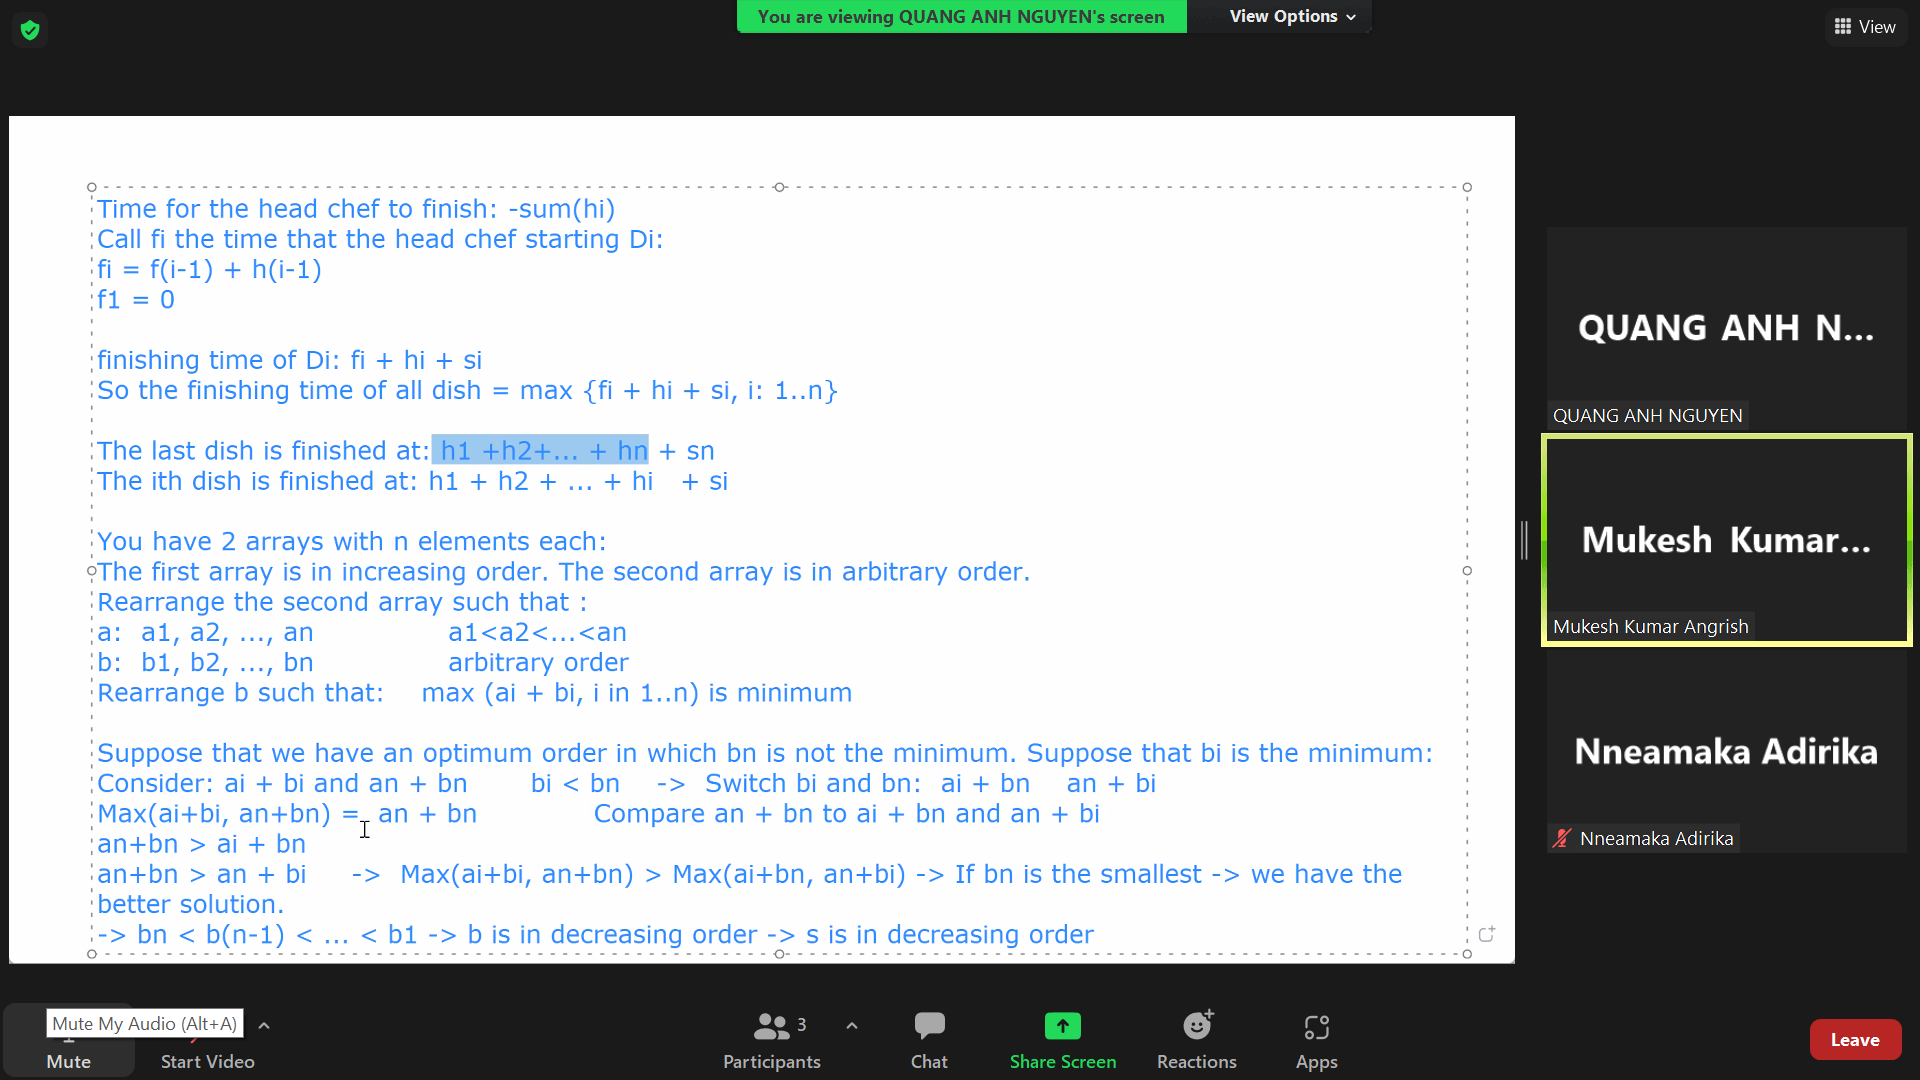 You are viewing QUANG ANH NGUYEN's screen
View Options
View
Time for the head chef to finish: -sum(hi)
Call fi the time that the head chef starting Di:
fi = f(i-1) + h(i-1)
f1 = 0
finishing time of Di: fi + hi + si
So the finishing time of all dish = max {fi + hi + si, i: 1..n}
The last dish is finished at: h1 +h2+... + hn + sn
The ith dish is finished at: h1 + h2 + ... + hi + si
You have 2 arrays with n elements each:
The first array is in increasing order. The second array is in arbitrary order.
Rearrange the second array such that :
a: a1, a2, ..., an a1<a2<...<an
b: b1, b2, ..., bn arbitrary order
Rearrange b such that: max (ai + bi, i in 1..n) is minimum
Suppose that we have an optimum order in which bn is not the minimum. Suppose that bi is the minimum:
Consider: ai + bi and an + bn bi < bn -> Switch bi and bn: ai + bn an + bi
Max(ai+bi, an+bn) = an + bn Compare an + bn to ai + bn and an + bi
an+bn > ai + bn
an+bn > an + bi -> Max(ai+bi, an+bn) > Max(ai+bn, an+bi) -> If bn is the smallest -> we have the
better solution.
-> bn < b(n-1) < ... < b1 -> b is in decreasing order -> s is in decreasing order
QUANG ANH N...
QUANG ANH NGUYEN
Mukesh Kumar...
Mukesh Kumar Angrish
Nneamaka Adirika
Nneamaka Adirika
Mute My Audio (Alt+A)
Mute
Start Video
3
Participants
Chat
Share Screen
Reactions
Apps
Leave